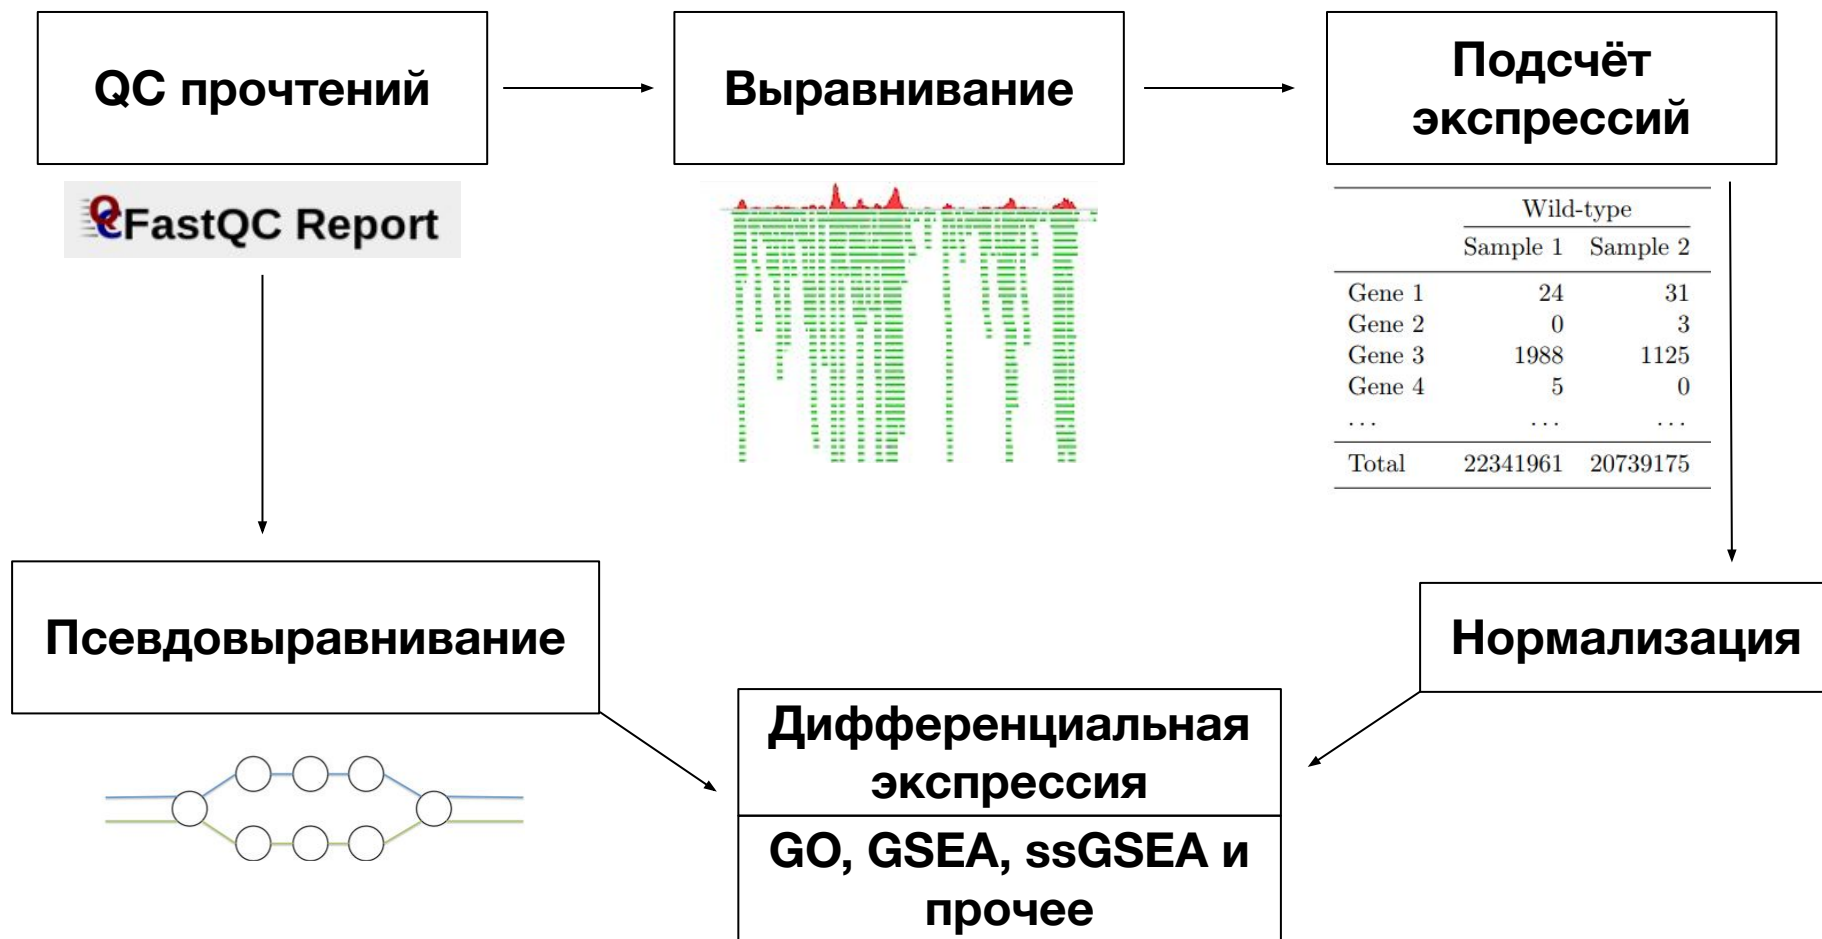 QC прочтений
Выравнивание
Подсчёт
экспрессий
QC FastQC Report
Wild-type
Sample 1 Sample 2
Gene 1 24 31
Gene 2 0 3
Gene 3 1988 1125
Gene 4 5 0
... ... ...
Total 22341961 20739175
Псевдовыравнивание
Нормализация
Дифференциальная
экспрессия
GO, GSEA, ssGSEA и
прочее